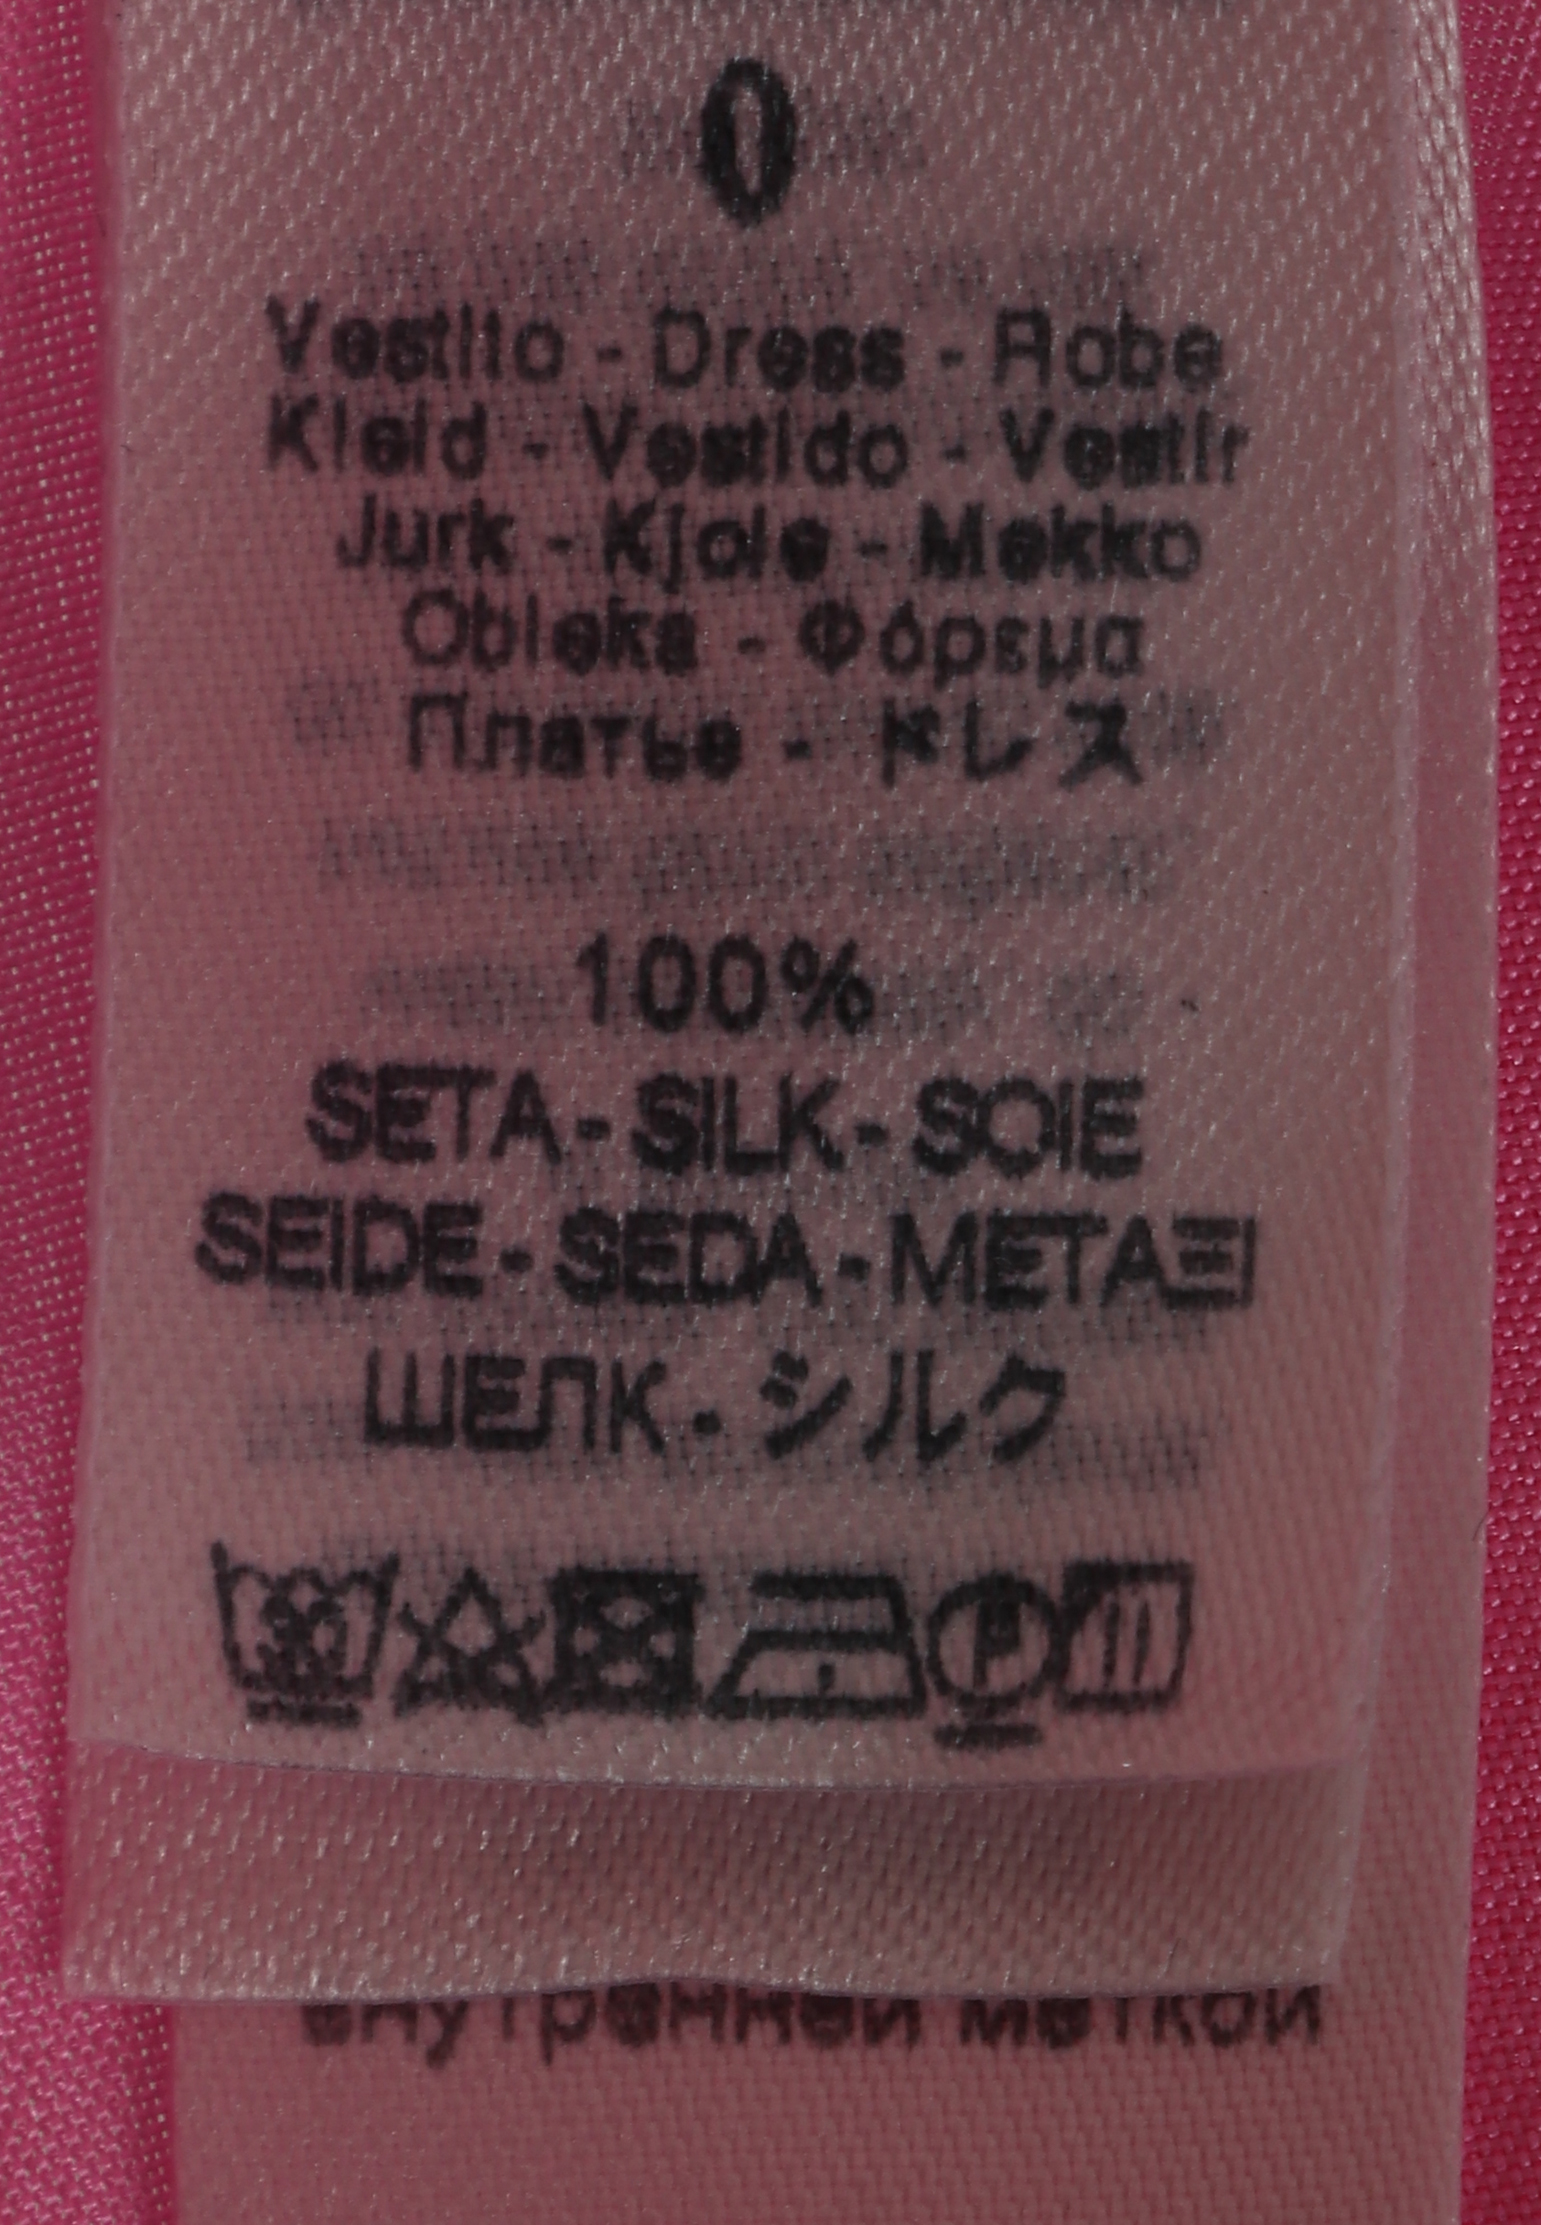 0
Vestito - Dress - Robe
Kleid - Vestido - Vestir
Jurk - Kjole - Mekko
Obleka - Φόρεμα
Платье - ドレス
100%
SETA - SILK - SOIE
SEIDE - SEDA - ΜΕΤΑΞΙ
ШЕЛК - シルク
30
P
внутренней меткой